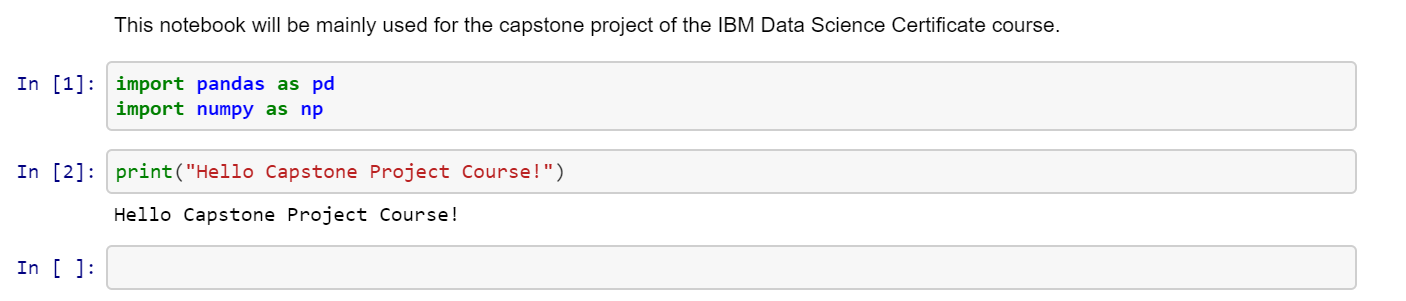 This notebook will be mainly used for the capstone project of the IBM Data Science Certificate course.
In [1]: import pandas as pd
import numpy as np
In [2]: print("Hello Capstone Project Course!")
Hello Capstone Project Course!
In [ ]: